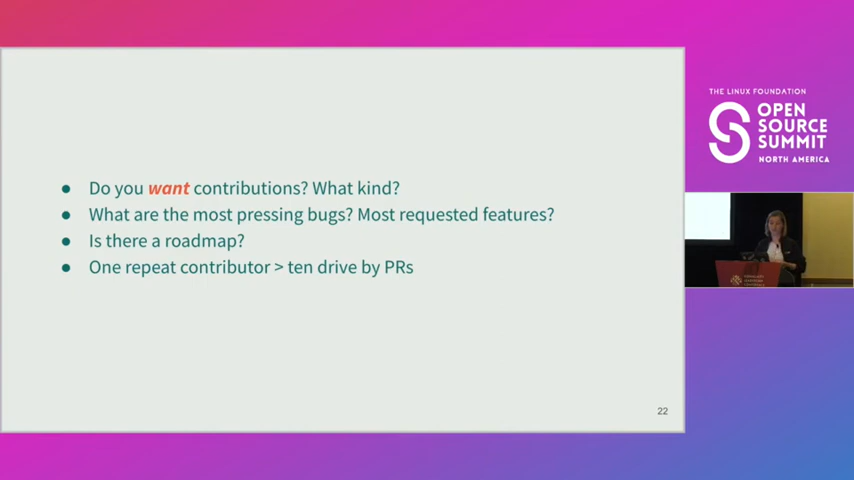 ● Do you want contributions? What kind?
● What are the most pressing bugs? Most requested features?
● Is there a roadmap?
● One repeat contributor > ten drive by PRs
22
THE LINUX FOUNDATION
OPEN
SOURCE
SUMMIT
NORTH AMERICA